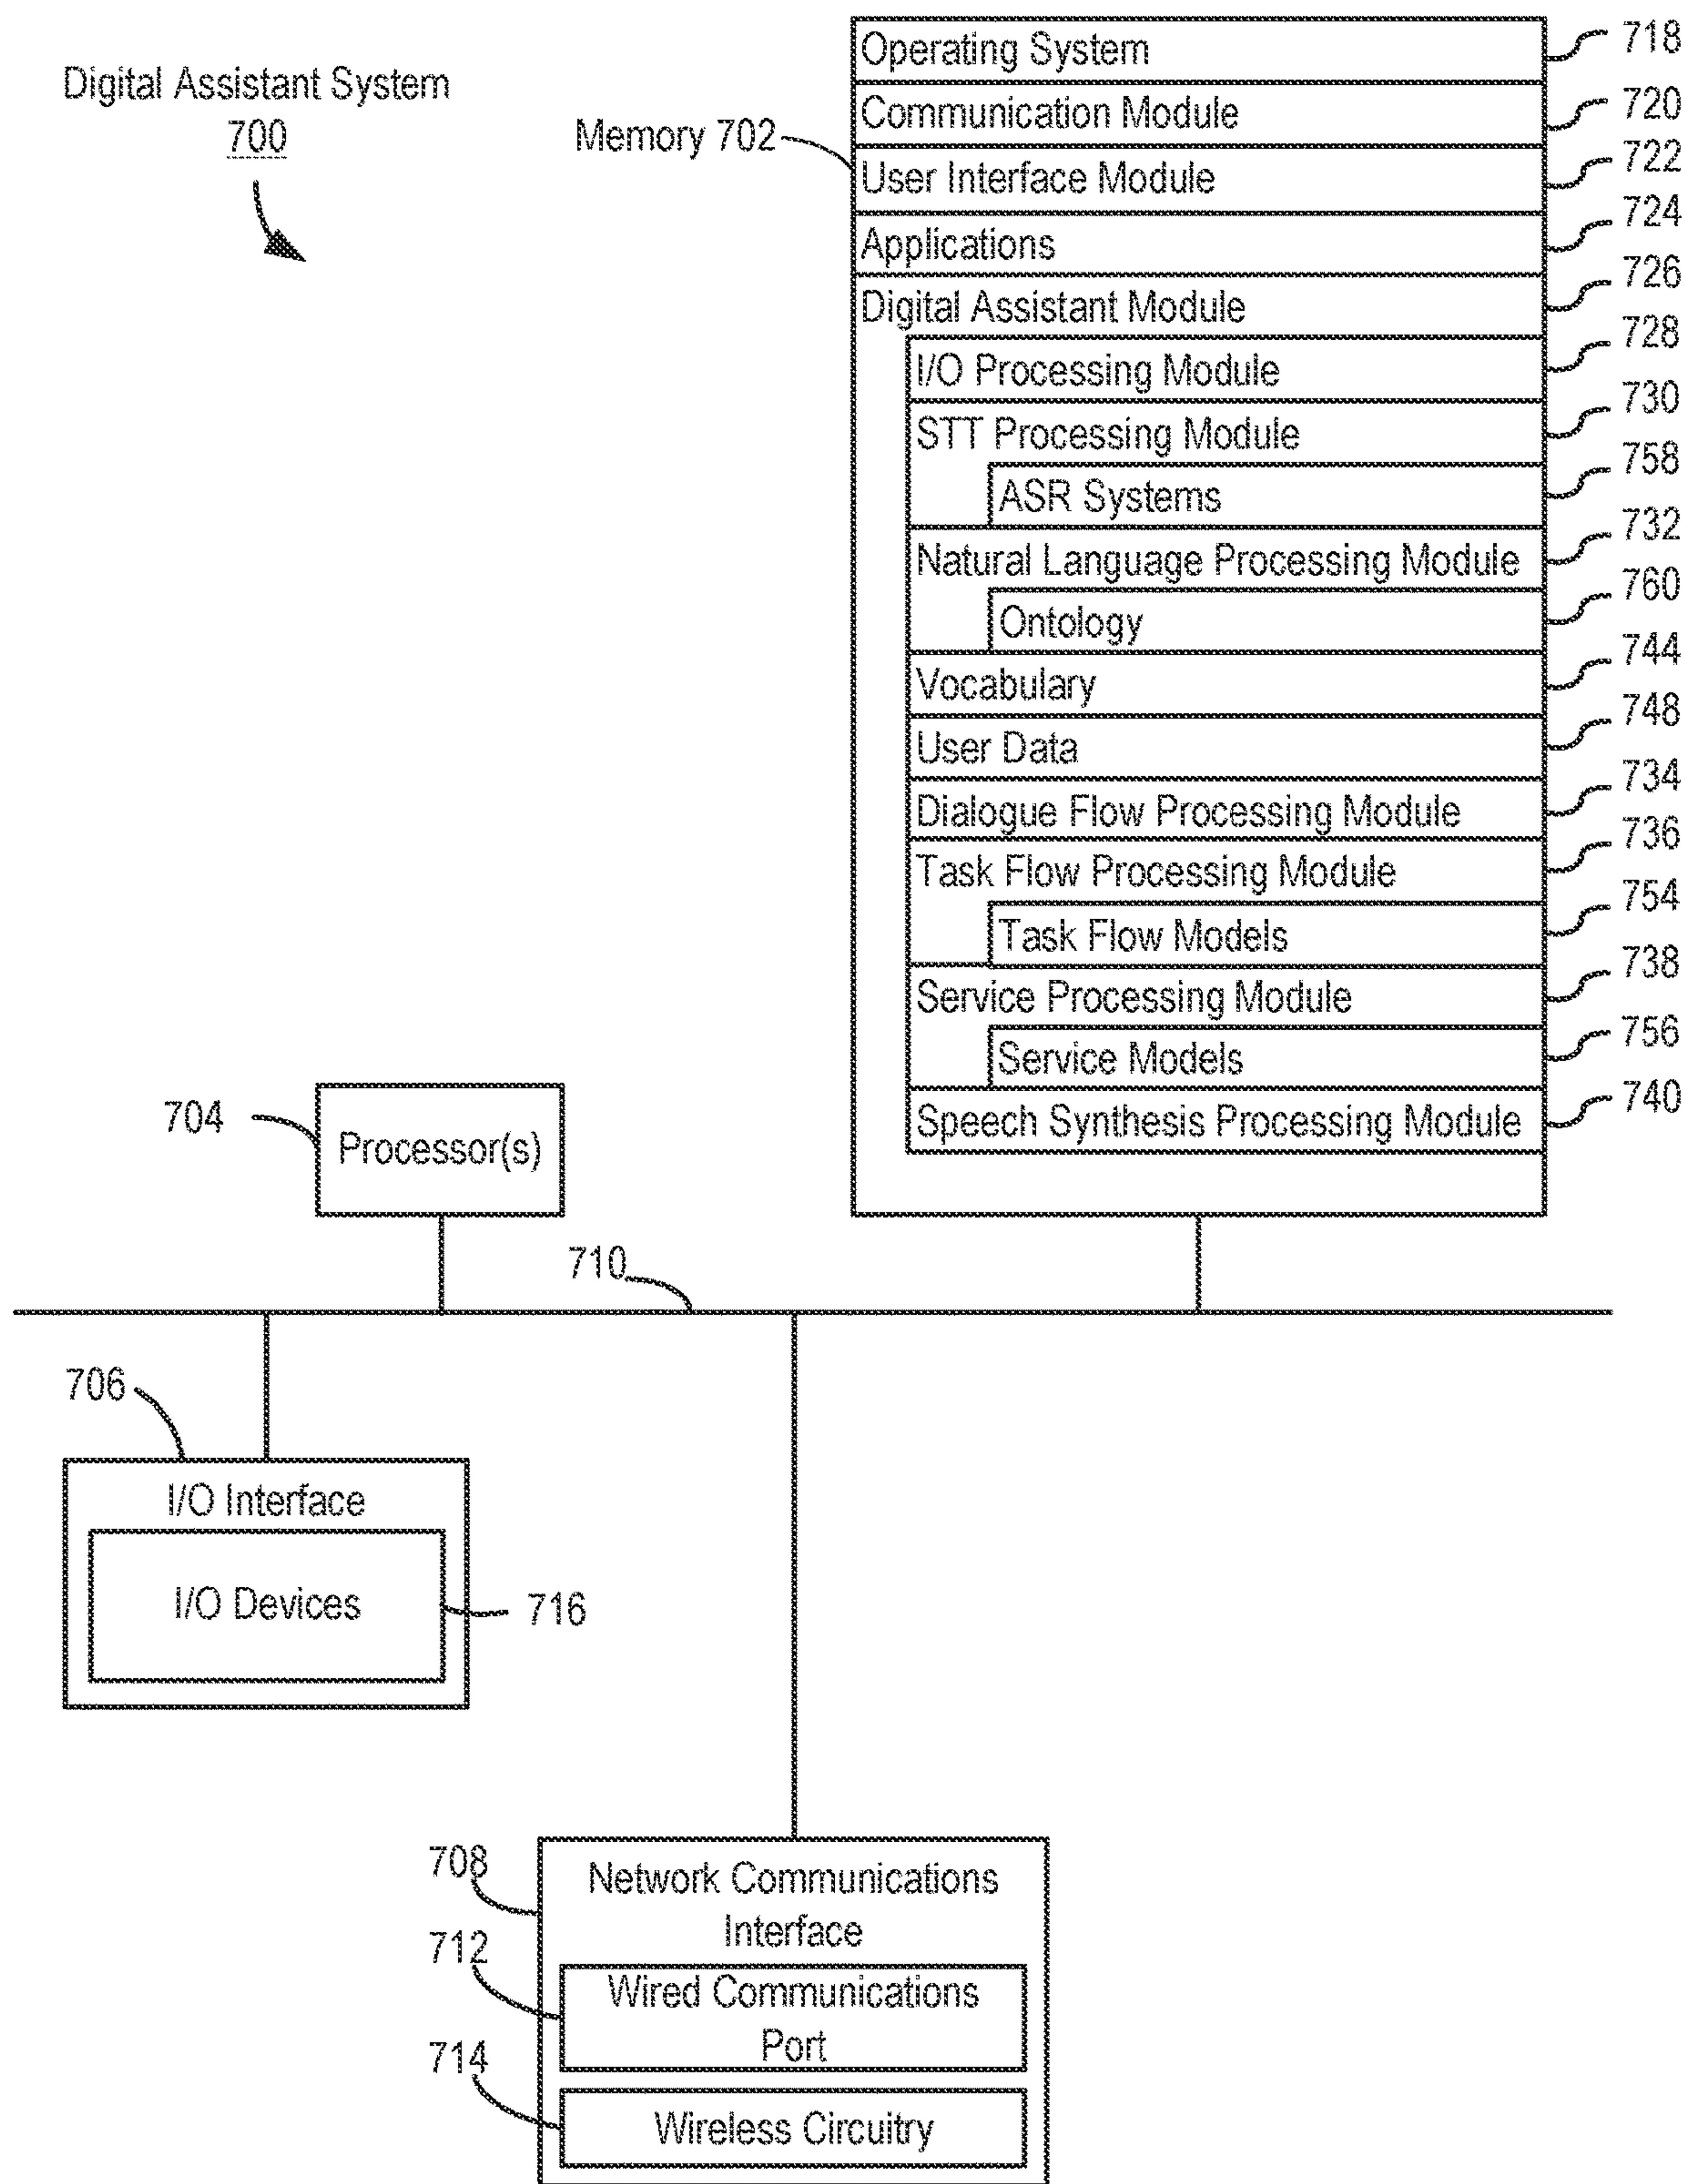 Digital Assistant System
700
Memory 702
Operating System 718
Communication Module 720
User Interface Module 722
Applications 724
Digital Assistant Module 726
I/O Processing Module 728
STT Processing Module 730
ASR Systems 758
Natural Language Processing Module 732
Ontology 760
Vocabulary 744
User Data 748
Dialogue Flow Processing Module 734
Task Flow Processing Module 736
Task Flow Models 754
Service Processing Module 738
Service Models 756
Speech Synthesis Processing Module 740
704
Processor(s)
710
706
I/O Interface
I/O Devices
716
708
Network Communications
Interface
712
Wired Communications
Port
714
Wireless Circuitry